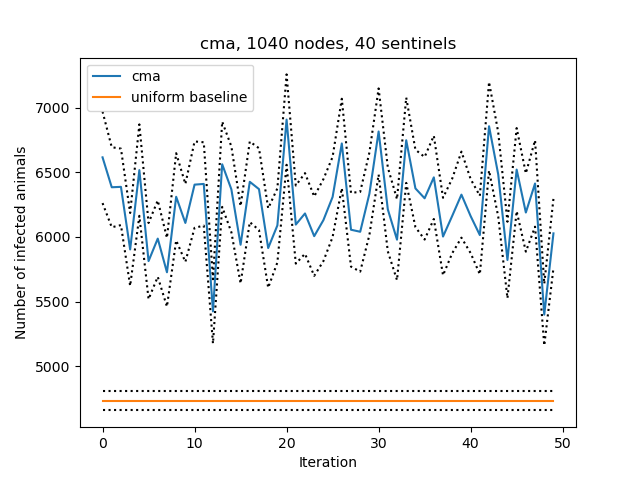 cma, 1040 nodes, 40 sentinels
cma
uniform baseline
Number of infected animals
7000
6500
6000
5500
5000
0 10 20 30 40 50
Iteration